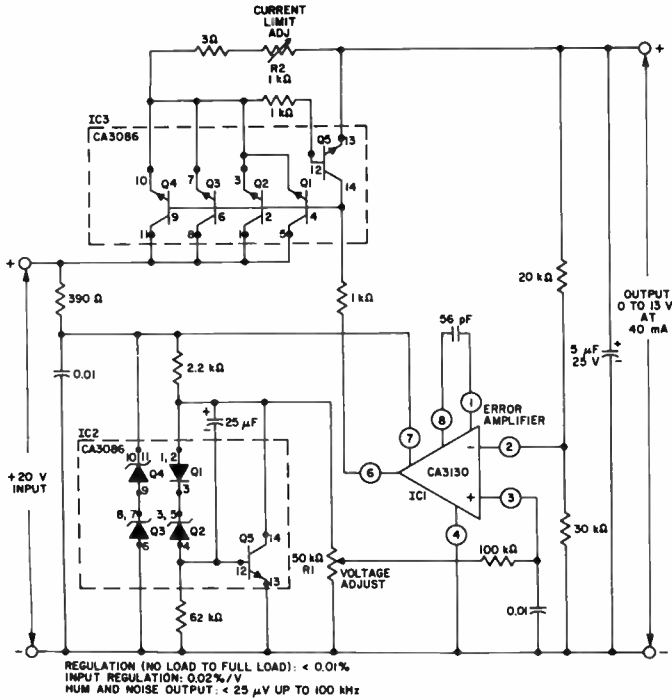 CURRENT
LIMIT
ADJ
3Ω
R2
1 kΩ
1 kΩ
IC3
CA3086
Q5
13
12
14
10
Q4
7
Q3
3
Q2
Q1
9
6
2
4
11
8
1
5
+
+
390 Ω
1 kΩ
20 kΩ
OUTPUT
0 TO 13 V
AT
40 mA
56 pF
5 µF
25 V
+
-
0.01
2.2 kΩ
+
-
25 µF
1
8
7
ERROR
AMPLIFIER
IC2
CA3086
+20 V
INPUT
10 11
Q4
1, 2
Q1
9
3
8, 7
Q3
3, 5
Q2
6
4
Q5
14
12
13
6
CA3130
IC1
-
2
+
3
4
50 kΩ
R1
VOLTAGE
ADJUST
100 kΩ
30 kΩ
0.01
62 kΩ
-
-
REGULATION (NO LOAD TO FULL LOAD): < 0.01%
INPUT REGULATION: 0.02%/V
HUM AND NOISE OUTPUT: < 25 µV UP TO 100 kHz